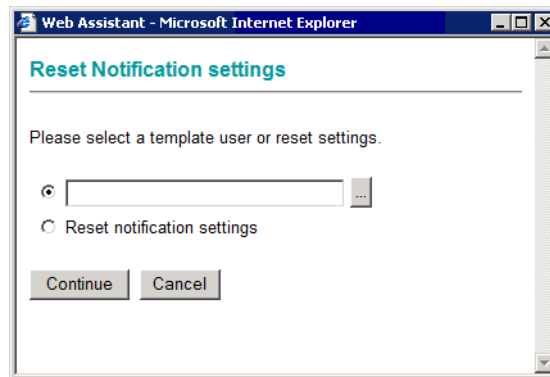 Web Assistant - Microsoft Internet Explorer
Reset Notification settings
Please select a template user or reset settings.
...
Reset notification settings
Continue Cancel